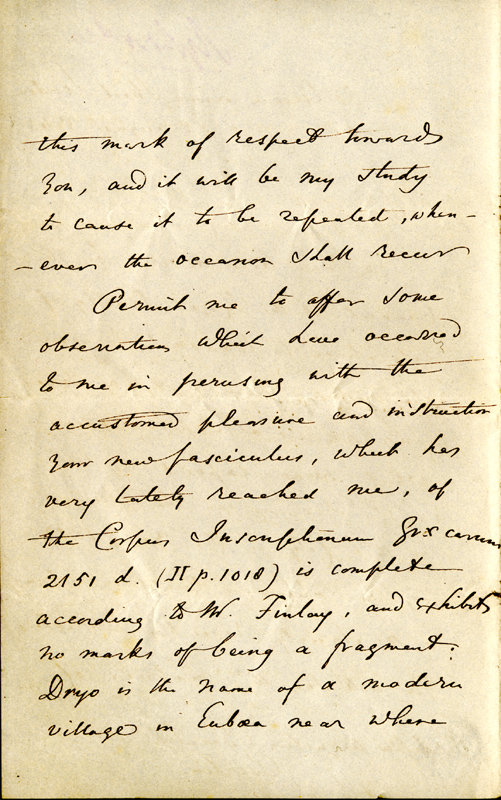 this mark of respect towards
you, and it will be my study
to cause it to be repeated, when-
-ever the occasion shall recur
Permit me to offer some
observations which have occurred
to me in perusing with the
accustomed pleasure and instruction
your new fasciculus, which has
very lately reached me, of
the Corpus Inscriptionum Græcarum
2151 d. (II p. 1018) is complete
according to Mr. Finlay, and exhibits
no marks of being a fragment.
Dryo is the name of a modern
village in Eubœa near where